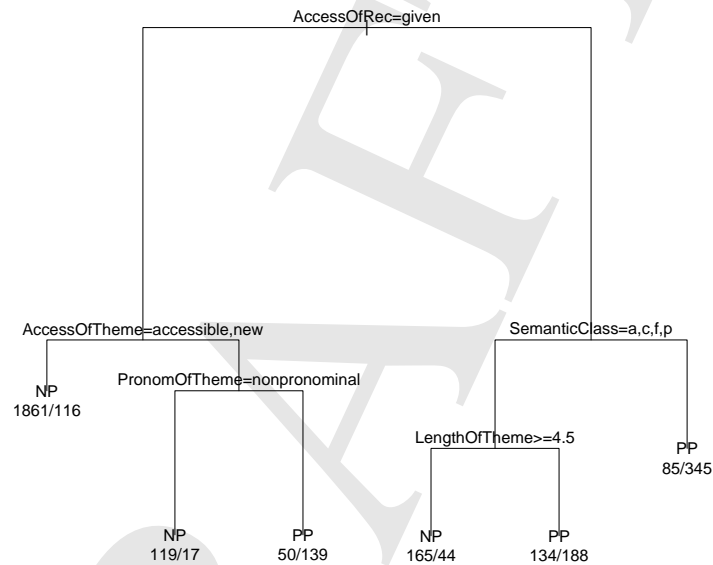 AccessOfRec=given
AccessOfTheme=accessible,new
SemanticClass=a,c,f,p
NP
1861/116
PronomOfTheme=nonpronominal
LengthOfTheme>=4.5
PP
85/345
NP
119/17
PP
50/139
NP
165/44
PP
134/188